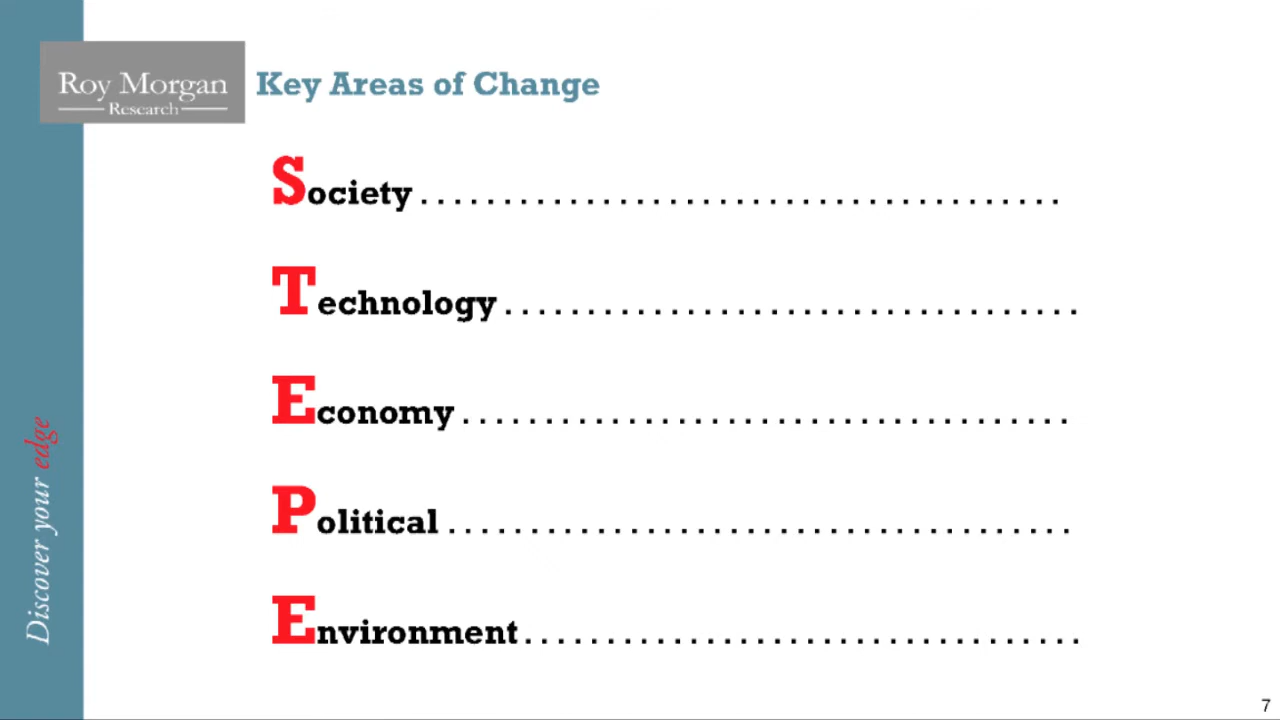 Roy Morgan
Research
Key Areas of Change
Society . . . . . . . . . . . . . . . . . . . . . . . . . . . . . . . . . . . . . . .
Technology . . . . . . . . . . . . . . . . . . . . . . . . . . . . . . . . . . .
Economy . . . . . . . . . . . . . . . . . . . . . . . . . . . . . . . . . . . . .
Political . . . . . . . . . . . . . . . . . . . . . . . . . . . . . . . . . . . . . .
Environment . . . . . . . . . . . . . . . . . . . . . . . . . . . . . . . . . .
Discover your edge
7